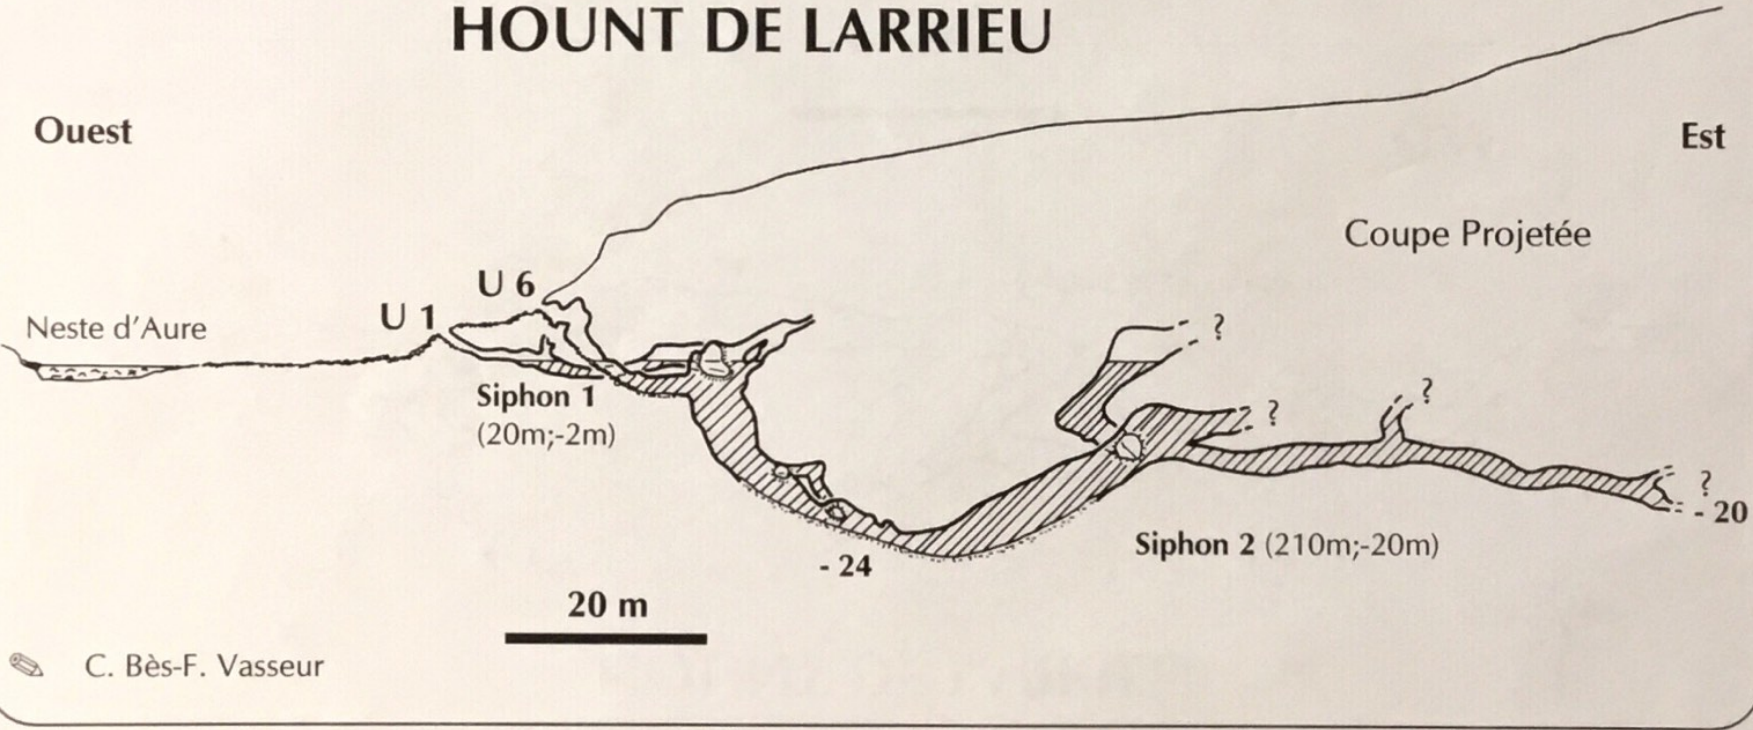 HOUNT DE LARRIEU
Ouest
Est
Coupe Projetée
U 6
U 1
Neste d'Aure
?
?
?
Siphon 1
(20m;-2m)
?
- 20
Siphon 2 (210m;-20m)
- 24
20 m
C. Bès-F. Vasseur